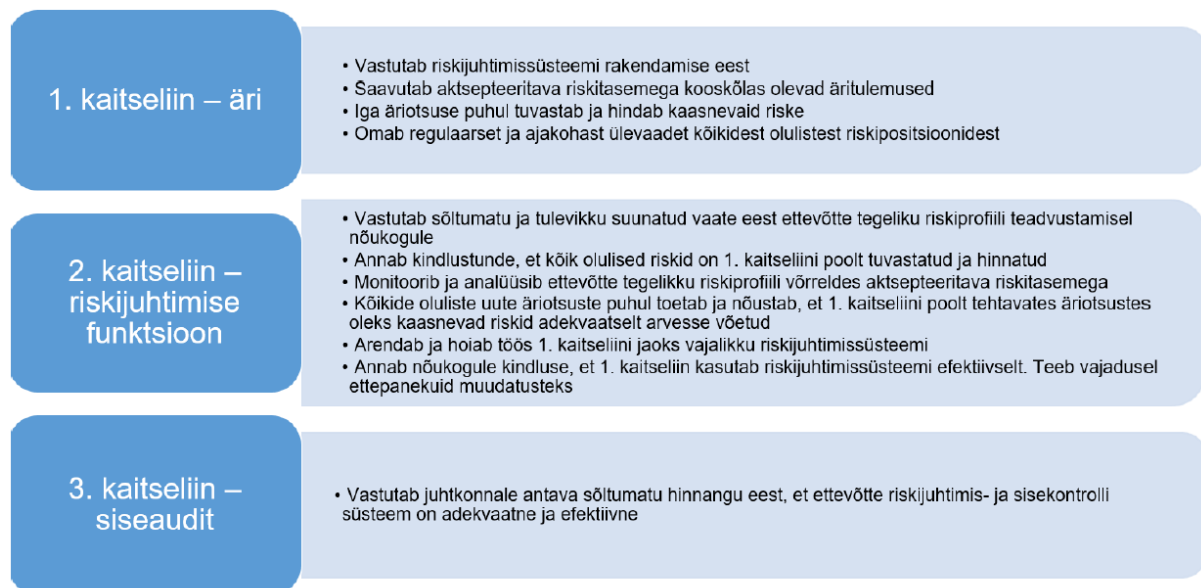 1. kaitseliin – äri
• Vastutab riskijuhtimissüsteemi rakendamise eest
• Saavutab aktsepteeritava riskitasemega kooskõlas olevad äritulemused
• Iga äriotsuse puhul tuvastab ja hindab kaasnevaid riske
• Omab regulaarset ja ajakohast ülevaadet kõikidest olulistest riskipositsioonidest
2. kaitseliin –
riskijuhtimise
funktsioon
• Vastutab sõltumatu ja tulevikku suunatud vaate eest ettevõtte tegeliku riskiprofiili teadvustamisel
nõukogule
• Annab kindlustunde, et kõik olulised riskid on 1. kaitseliini poolt tuvastatud ja hinnatud
• Monitoorib ja analüüsib ettevõtte tegelikku riskiprofiili võrreldes aktsepteeritava riskitasemega
• Kõikide oluliste uute äriotsuste puhul toetab ja nõustab, et 1. kaitseliini poolt tehtavates äriotsustes
oleks kaasnevad riskid adekvaatselt arvesse võetud
• Arendab ja hoiab töös 1. kaitseliini jaoks vajalikku riskijuhtimissüsteemi
• Annab nõukogule kindluse, et 1. kaitseliin kasutab riskijuhtimissüsteemi efektiivselt. Teeb vajadusel
ettepanekuid muudatusteks
3. kaitseliin –
siseaudit
• Vastutab juhtkonnale antava sõltumatu hinnangu eest, et ettevõtte riskijuhtimis- ja sisekontrolli
süsteem on adekvaatne ja efektiivne